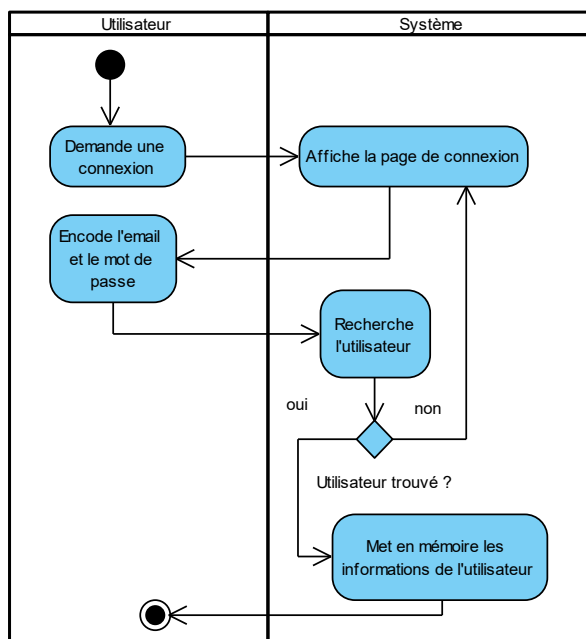 Utilisateur
Système
Demande une
connexion
Affiche la page de connexion
Encode l'email
et le mot de
passe
Recherche
l'utilisateur
oui
non
Utilisateur trouvé ?
Met en mémoire les
informations de l'utilisateur